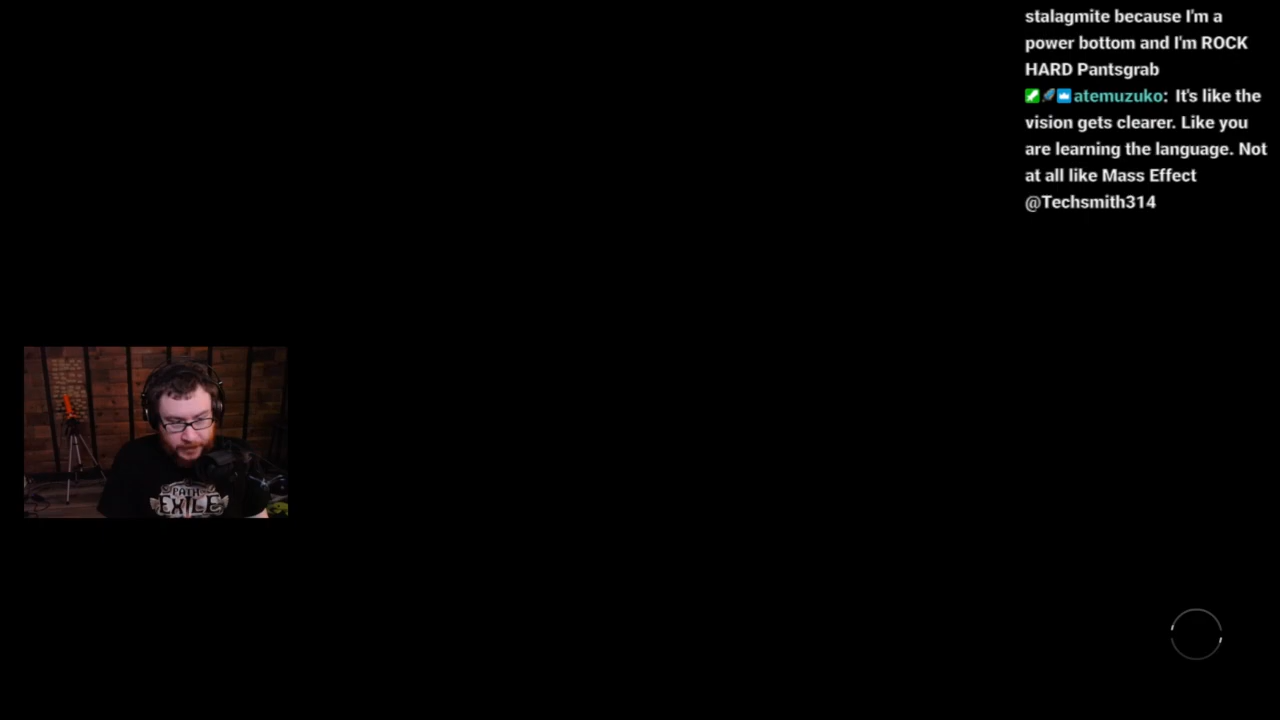 stalagmite because I'm a
power bottom and I'm ROCK
HARD Pantsgrab
atemuzuko: It's like the
vision gets clearer. Like you
are learning the language. Not
at all like Mass Effect
@Techsmith314
PATH
EXILE